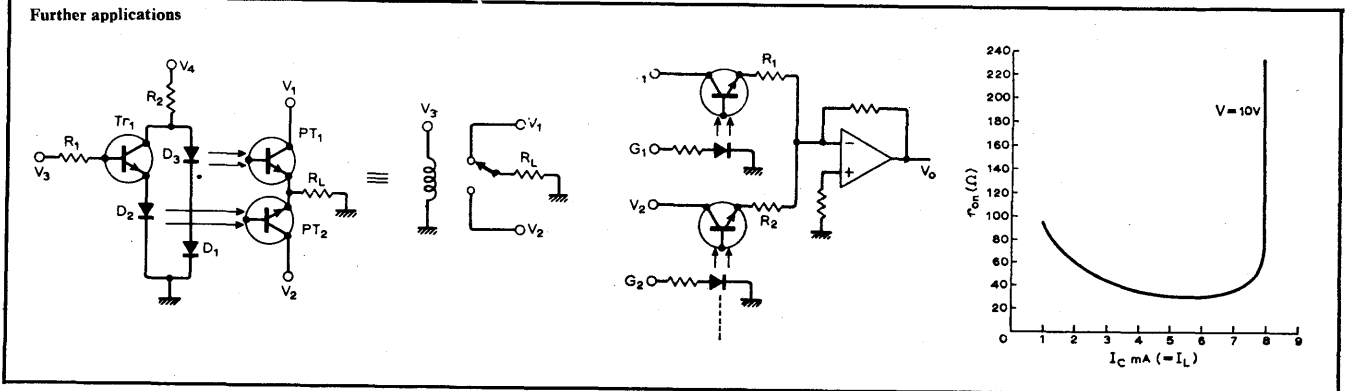 Further applications
V4
R2
Tr1
R1
V3
D3
D2
D1
PT1
PT2
V1
RL
V2
≡
V3
V1
RL
V2
1
R1
G1
V2
R2
G2
−
+
Vo
ron (Ω)
240
220
200
180
160
140
120
100
80
60
40
20
0
V=10V
1 2 3 4 5 6 7 8 9
IC mA (=IL)